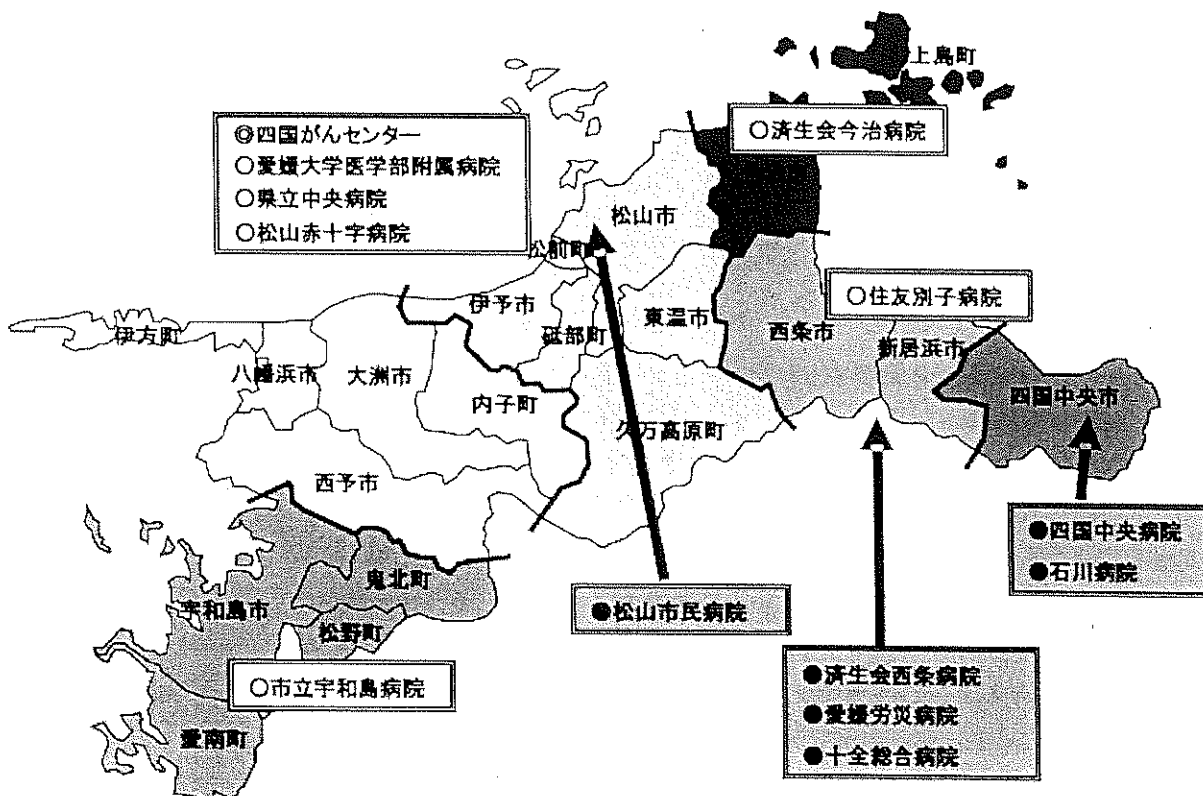 上島町
◎四国がんセンター
○愛媛大学医学部附属病院
○県立中央病院
○松山赤十字病院
○済生会今治病院
松山市
松前町
○住友別子病院
伊予市
砥部町
東温市
西条市
新居浜市
伊方町
八幡浜市
大洲市
内子町
久万高原町
四国中央市
西予市
●四国中央病院
●石川病院
鬼北町
宇和島市
松野町
●松山市民病院
○市立宇和島病院
●済生会西条病院
●愛媛労災病院
●十全総合病院
愛南町